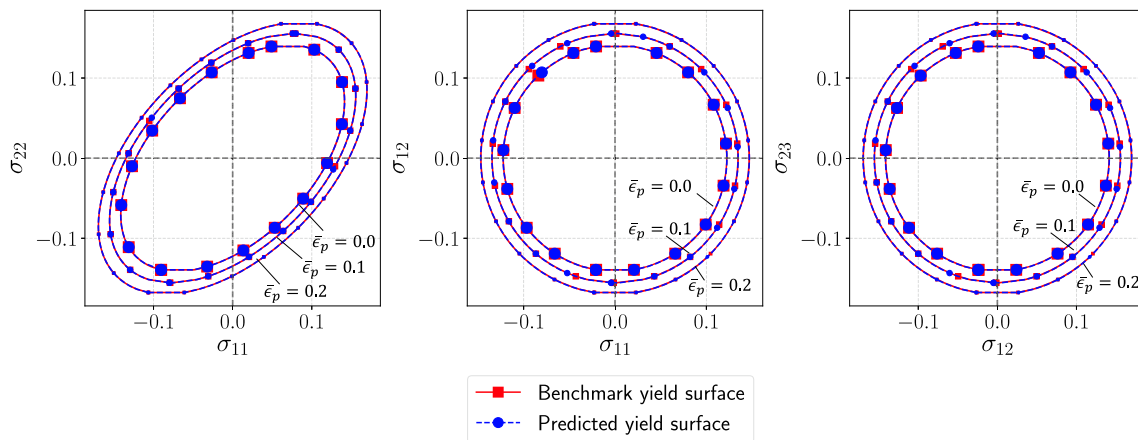 σ22
0.1
0.0
−0.1
−0.1
0.0
0.1
σ11
ε̄p = 0.0
ε̄p = 0.1
ε̄p = 0.2
σ12
0.1
0.0
−0.1
−0.1
0.0
0.1
σ11
ε̄p = 0.0
ε̄p = 0.1
ε̄p = 0.2
σ23
0.1
0.0
−0.1
−0.1
0.0
0.1
σ12
ε̄p = 0.0
ε̄p = 0.1
ε̄p = 0.2
Benchmark yield surface
Predicted yield surface